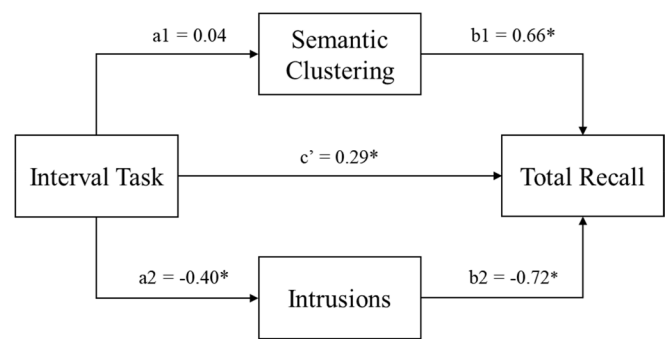 a1 = 0.04
Semantic
Clustering
b1 = 0.66*
Interval Task
c’ = 0.29*
Total Recall
a2 = -0.40*
Intrusions
b2 = -0.72*